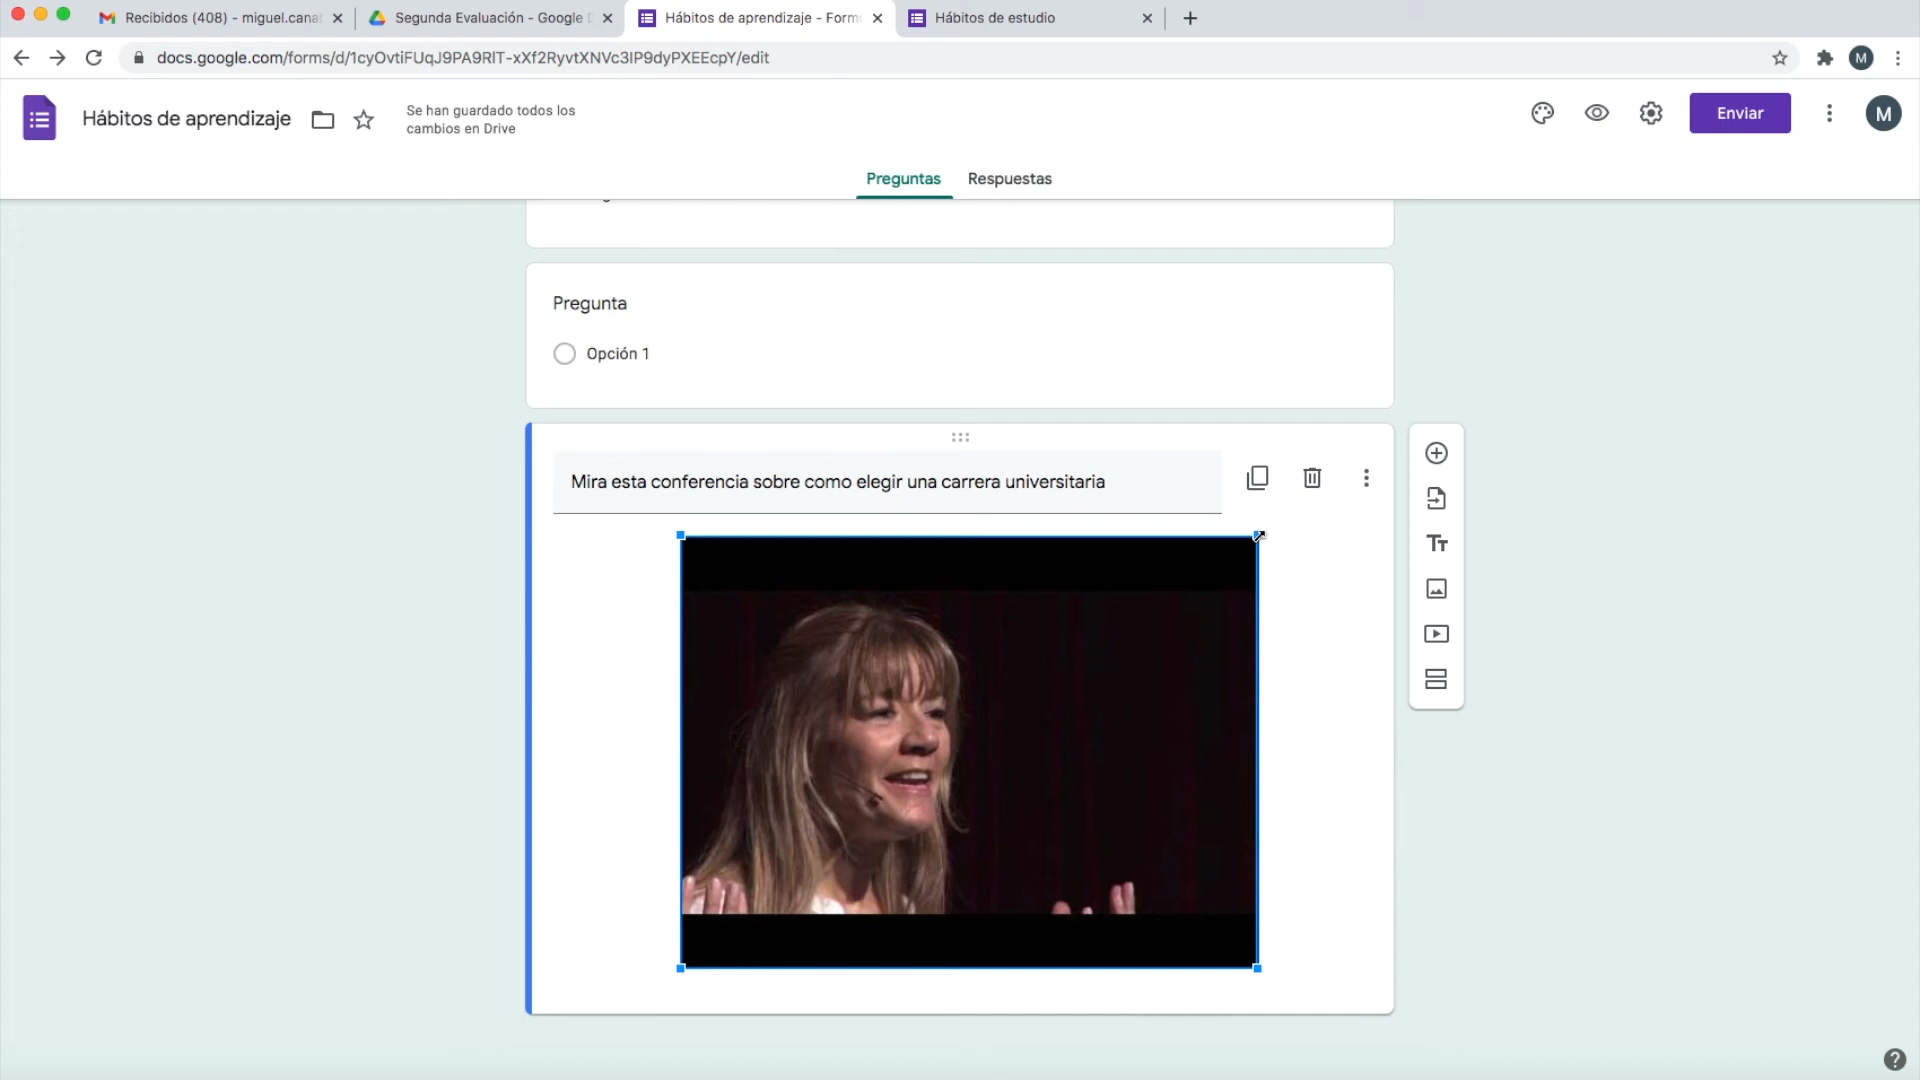 Recibidos (408) - miguel.cana
Segunda Evaluación - Google D
Hábitos de aprendizaje - Form
Hábitos de estudio
docs.google.com/forms/d/1cyOvtiFUqJ9PA9RlT-xXf2RyvtXNVc3IP9dyPXEEcpY/edit
M
Hábitos de aprendizaje
Se han guardado todos los
cambios en Drive
Enviar
M
Preguntas
Respuestas
Pregunta
Opción 1
Mira esta conferencia sobre como elegir una carrera universitaria
Tт
?